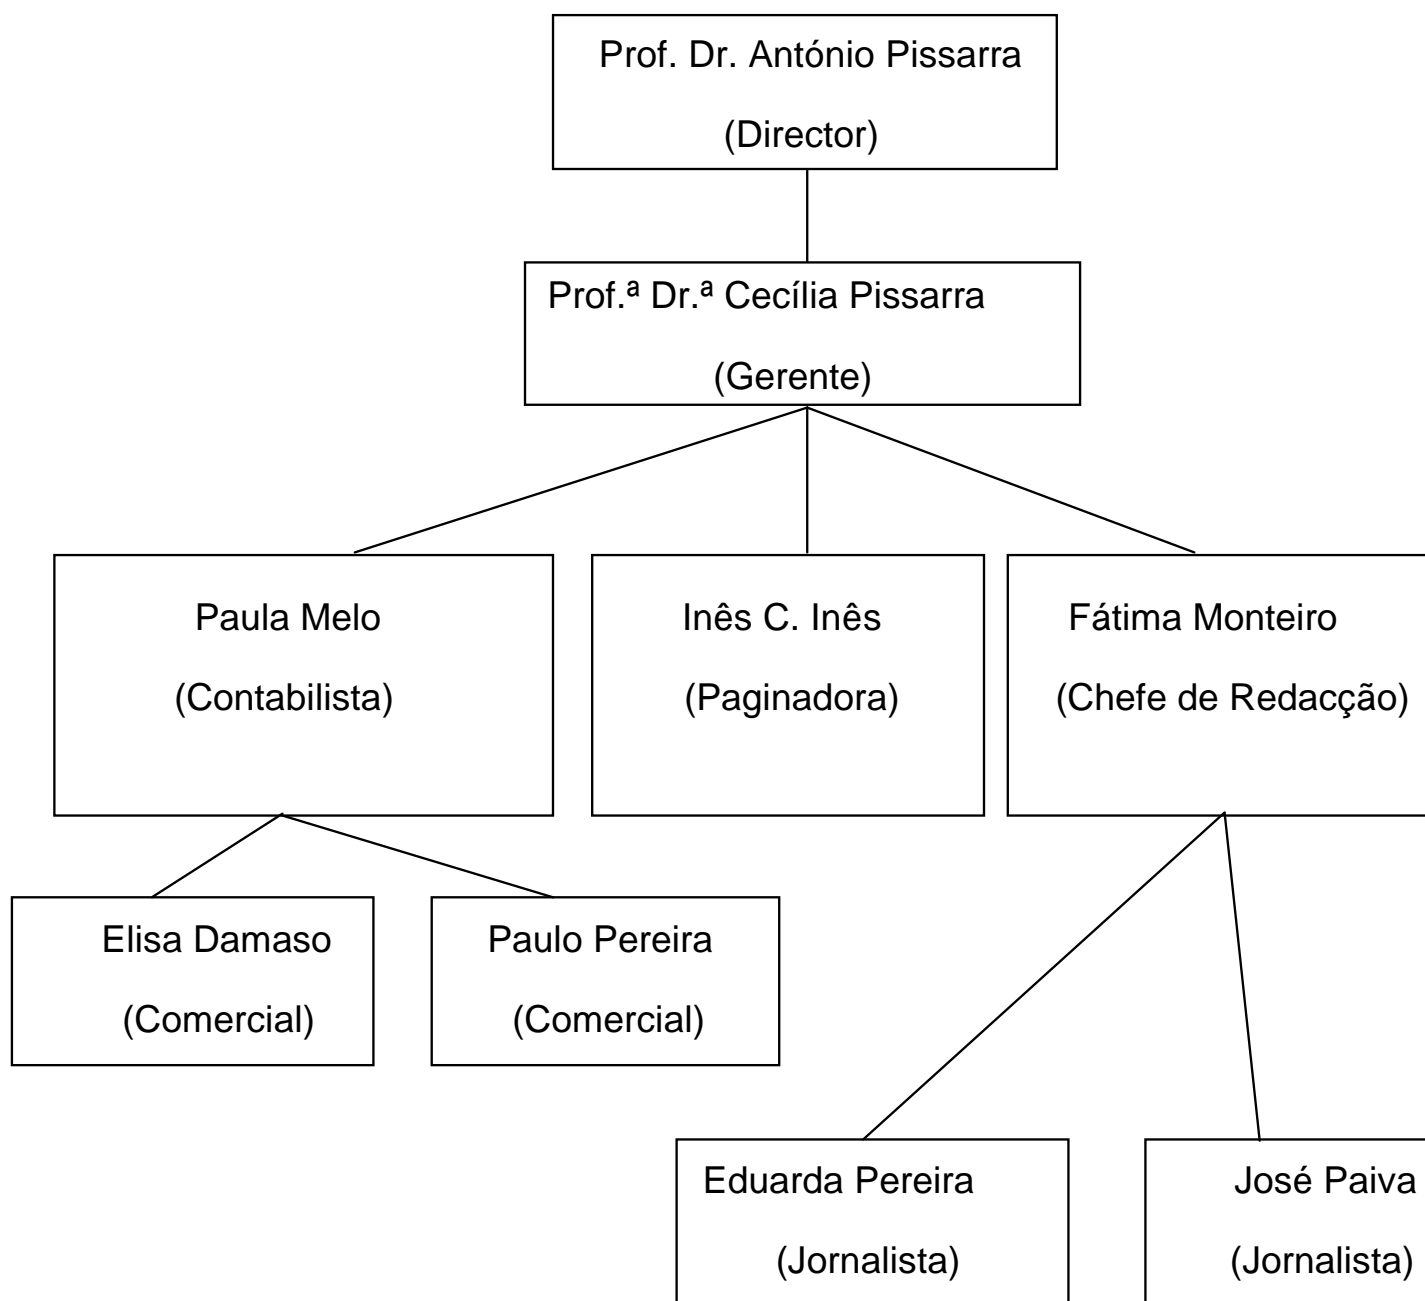 Prof. Dr. António Pissarra
(Director)
Prof.ª Dr.ª Cecília Pissarra
(Gerente)
Paula Melo
(Contabilista)
Inês C. Inês
(Paginadora)
Fátima Monteiro
(Chefe de Redacção)
Elisa Damaso
(Comercial)
Paulo Pereira
(Comercial)
Eduarda Pereira
(Jornalista)
José Paiva
(Jornalista)